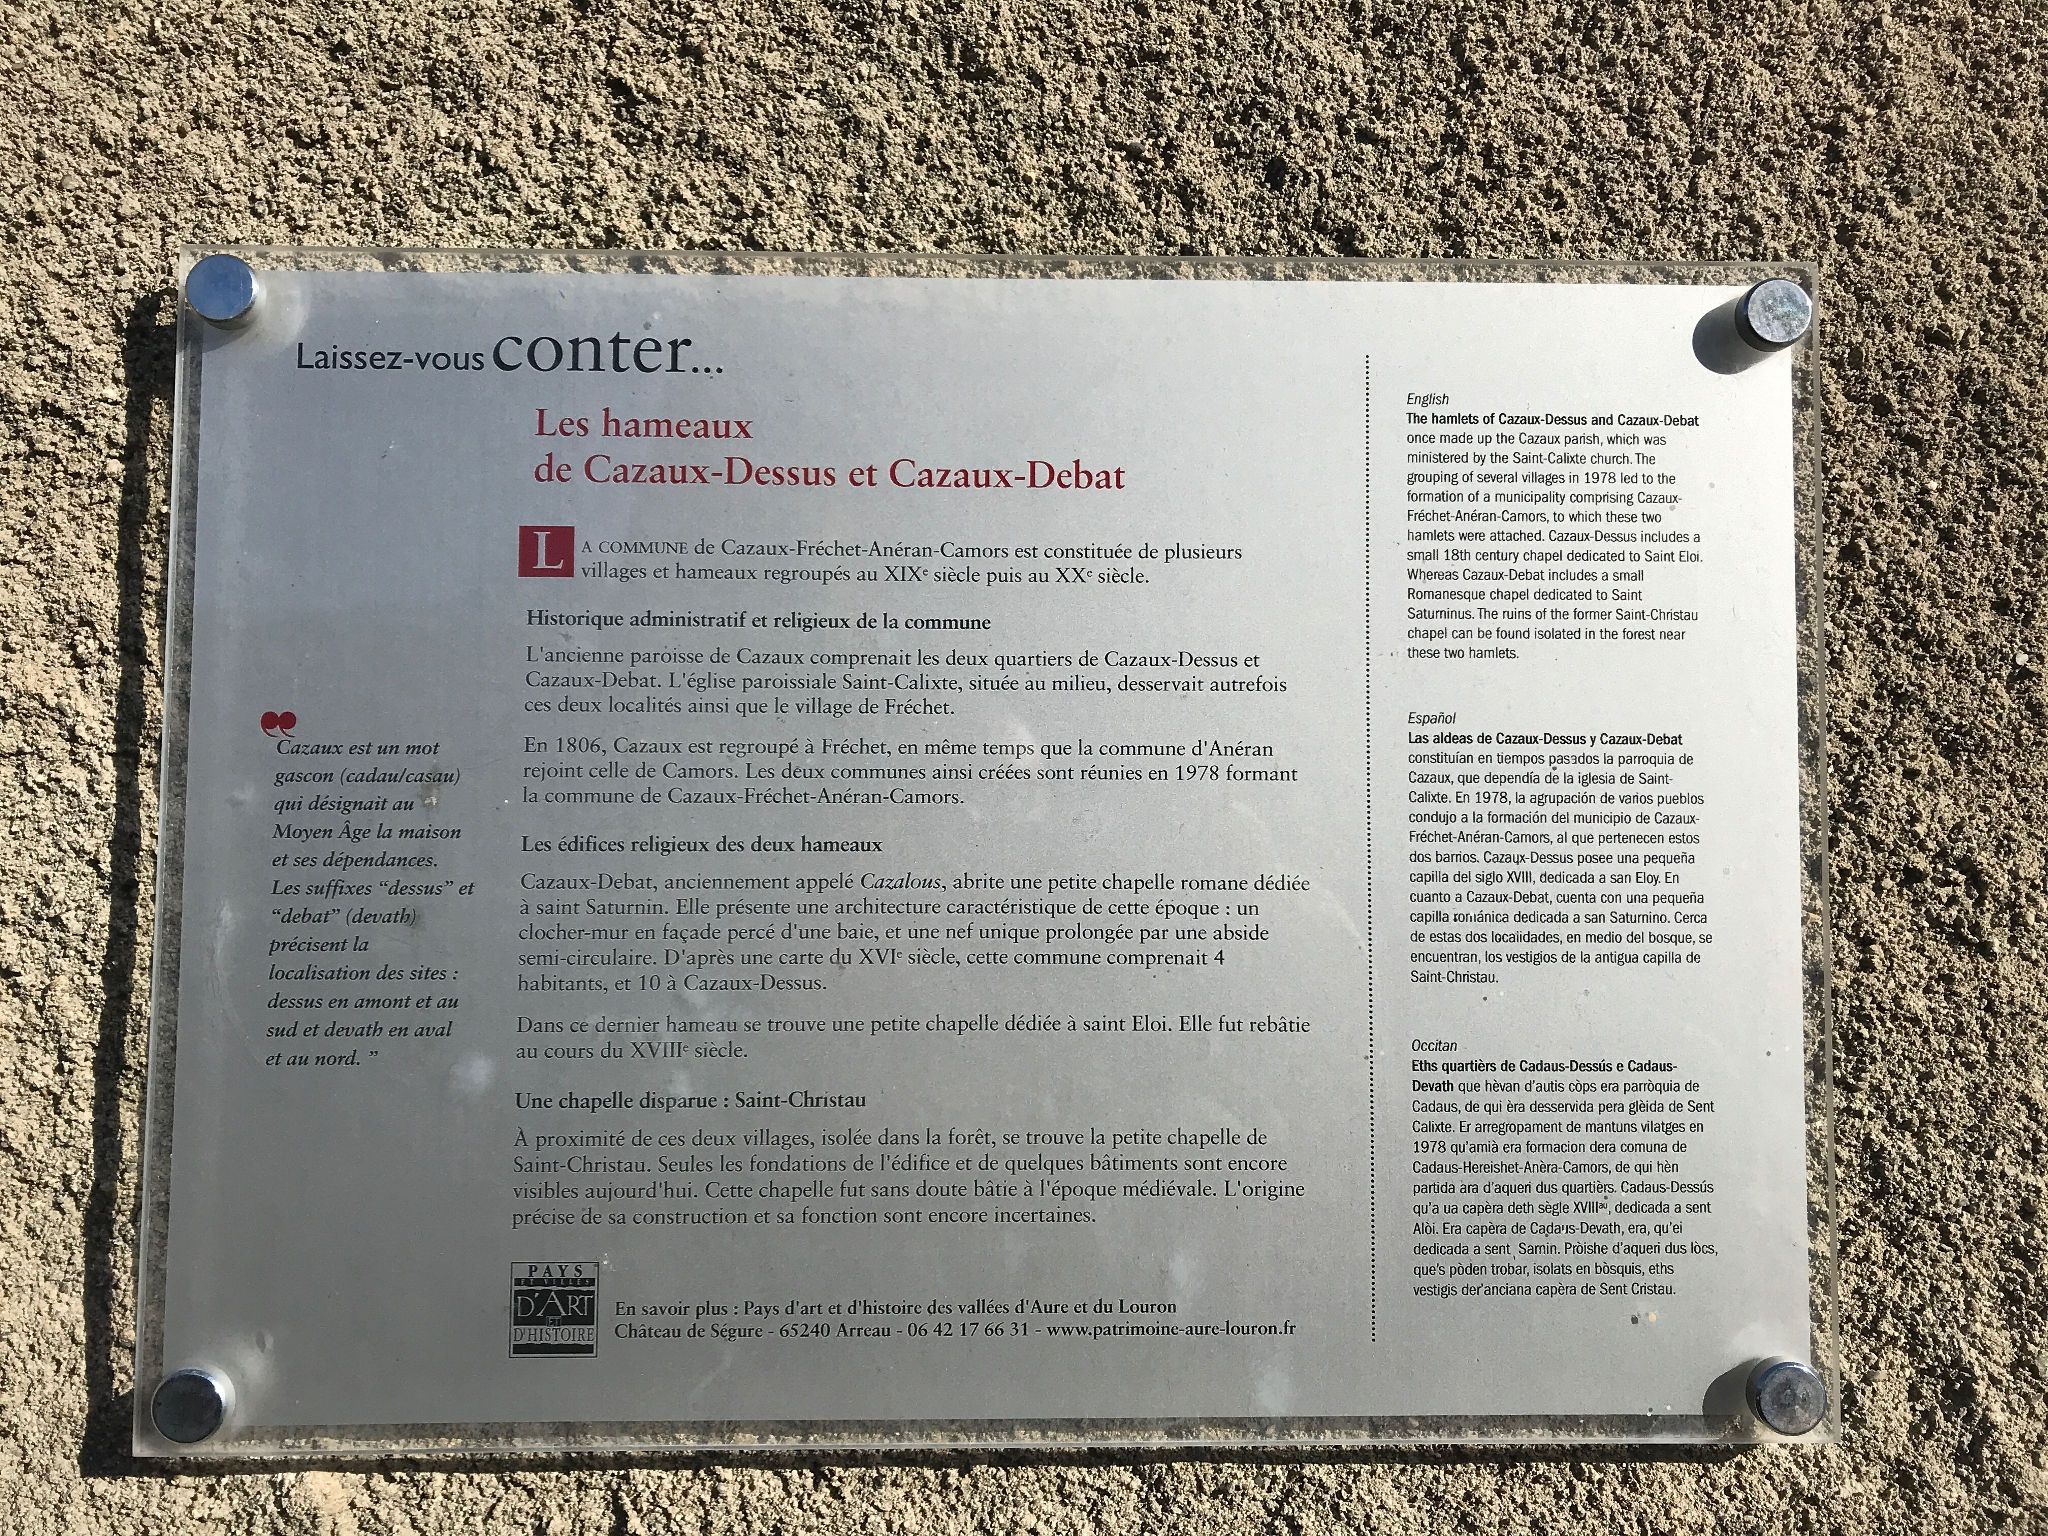 Laissez-vous conter...
Les hameaux
de Cazaux-Dessus et Cazaux-Debat
LA COMMUNE de Cazaux-Fréchet-Anéran-Camors est constituée de plusieurs
villages et hameaux regroupés au XIXe siècle puis au XXe siècle.
Historique administratif et religieux de la commune
L'ancienne paroisse de Cazaux comprenait les deux quartiers de Cazaux-Dessus et
Cazaux-Debat. L'église paroissiale Saint-Calixte, située au milieu, desservait autrefois
ces deux localités ainsi que le village de Fréchet.
En 1806, Cazaux est regroupé à Fréchet, en même temps que la commune d'Anéran
rejoint celle de Camors. Les deux communes ainsi créées sont réunies en 1978 formant
la commune de Cazaux-Fréchet-Anéran-Camors.
Les édifices religieux des deux hameaux
Cazaux-Debat, anciennement appelé Cazalous, abrite une petite chapelle romane dédiée
à saint Saturnin. Elle présente une architecture caractéristique de cette époque : un
clocher-mur en façade percé d'une baie, et une nef unique prolongée par une abside
semi-circulaire. D'après une carte du XVIe siècle, cette commune comprenait 4
habitants, et 10 à Cazaux-Dessus.
Dans ce dernier hameau se trouve une petite chapelle dédiée à saint Eloi. Elle fut rebâtie
au cours du XVIIIe siècle.
Une chapelle disparue : Saint-Christau
À proximité de ces deux villages, isolée dans la forêt, se trouve la petite chapelle de
Saint-Christau. Seules les fondations de l'édifice et de quelques bâtiments sont encore
visibles aujourd'hui. Cette chapelle fut sans doute bâtie à l'époque médiévale. L'origine
précise de sa construction et sa fonction sont encore incertaines.
❞
Cazaux est un mot
gascon (cadau/casau)
qui désignait au
Moyen Âge la maison
et ses dépendances.
Les suffixes “dessus” et
“debat” (devath)
précisent la
localisation des sites :
dessus en amont et au
sud et devath en aval
et au nord. ”
PAYS
ET VILLES
D'ART
ET
D'HISTOIRE
En savoir plus : Pays d'art et d'histoire des vallées d'Aure et du Louron
Château de Ségure - 65240 Arreau - 06 42 17 66 31 - www.patrimoine-aure-louron.fr
English
The hamlets of Cazaux-Dessus and Cazaux-Debat
once made up the Cazaux parish, which was
ministered by the Saint-Calixte church. The
grouping of several villages in 1978 led to the
formation of a municipality comprising Cazaux-
Fréchet-Anéran-Camors, to which these two
hamlets were attached. Cazaux-Dessus includes a
small 18th century chapel dedicated to Saint Eloi.
Whereas Cazaux-Debat includes a small
Romanesque chapel dedicated to Saint
Saturninus. The ruins of the former Saint-Christau
chapel can be found isolated in the forest near
these two hamlets.
Español
Las aldeas de Cazaux-Dessus y Cazaux-Debat
constituían en tiempos pasados la parroquia de
Cazaux, que dependía de la iglesia de Saint-
Calixte. En 1978, la agrupación de varios pueblos
condujo a la formación del municipio de Cazaux-
Fréchet-Anéran-Camors, al que pertenecen estos
dos barrios. Cazaux-Dessus posee una pequeña
capilla del siglo XVIII, dedicada a san Eloy. En
cuanto a Cazaux-Debat, cuenta con una pequeña
capilla románica dedicada a san Saturnino. Cerca
de estas dos localidades, en medio del bosque, se
encuentran, los vestigios de la antigua capilla de
Saint-Christau.
Occitan
Eths quartièrs de Cadaus-Dessús e Cadaus-
Devath que hèvan d'autis còps era parròquia de
Cadaus, de qui èra desservida pera glèida de Sent
Calixte. Er arregropament de mantuns vilatges en
1978 qu'amià era formacion dera comuna de
Cadaus-Hereishet-Anèra-Camors, de qui hèn
partida àra d'aqueri dus quartièrs. Cadaus-Dessús
qu'a ua capèra deth sègle XVIIIau, dedicada a sent
Alòi. Era capèra de Cadaus-Devath, era, qu'ei
dedicada a sent Sarnin. Pròishe d'aqueri dus lòcs,
que's pòden trobar, isolats en bòsquis, eths
vestigis der'anciana capèra de Sent Cristau.